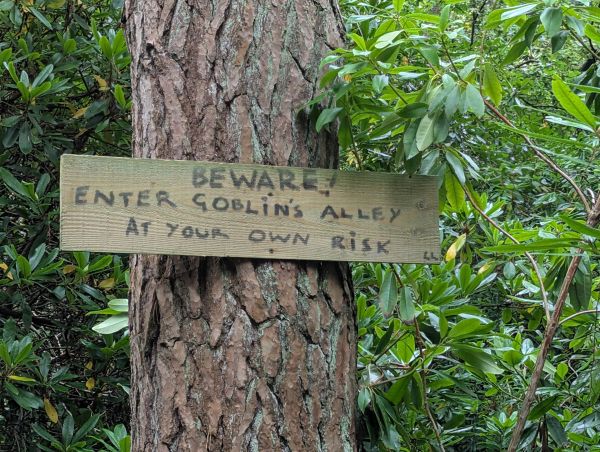 BEWARE!
ENTER GOBLIN'S ALLEY
AT YOUR OWN RISK